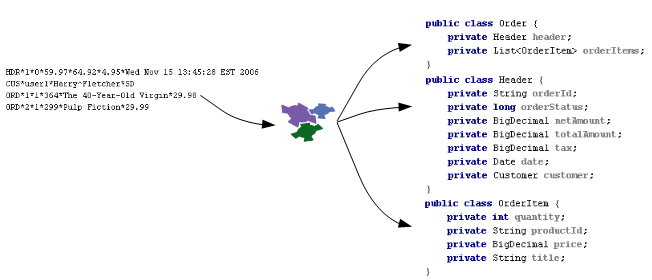 HDR*1*0*59.97*64.92*4.95*Wed Nov 15 13:45:28 EST 2006
CUS*user1*Harry^Fletcher*SD
ORD*1*1*364*The 40-Year-Old Virgin*29.98
ORD*2*1*299*Pulp Fiction*29.99
public class Order {
private Header header;
private List<OrderItem> orderItems;
}
public class Header {
private String orderId;
private long orderStatus;
private BigDecimal netAmount;
private BigDecimal totalAmount;
private BigDecimal tax;
private Date date;
private Customer customer;
}
public class OrderItem {
private int quantity;
private String productId;
private BigDecimal price;
private String title;
}